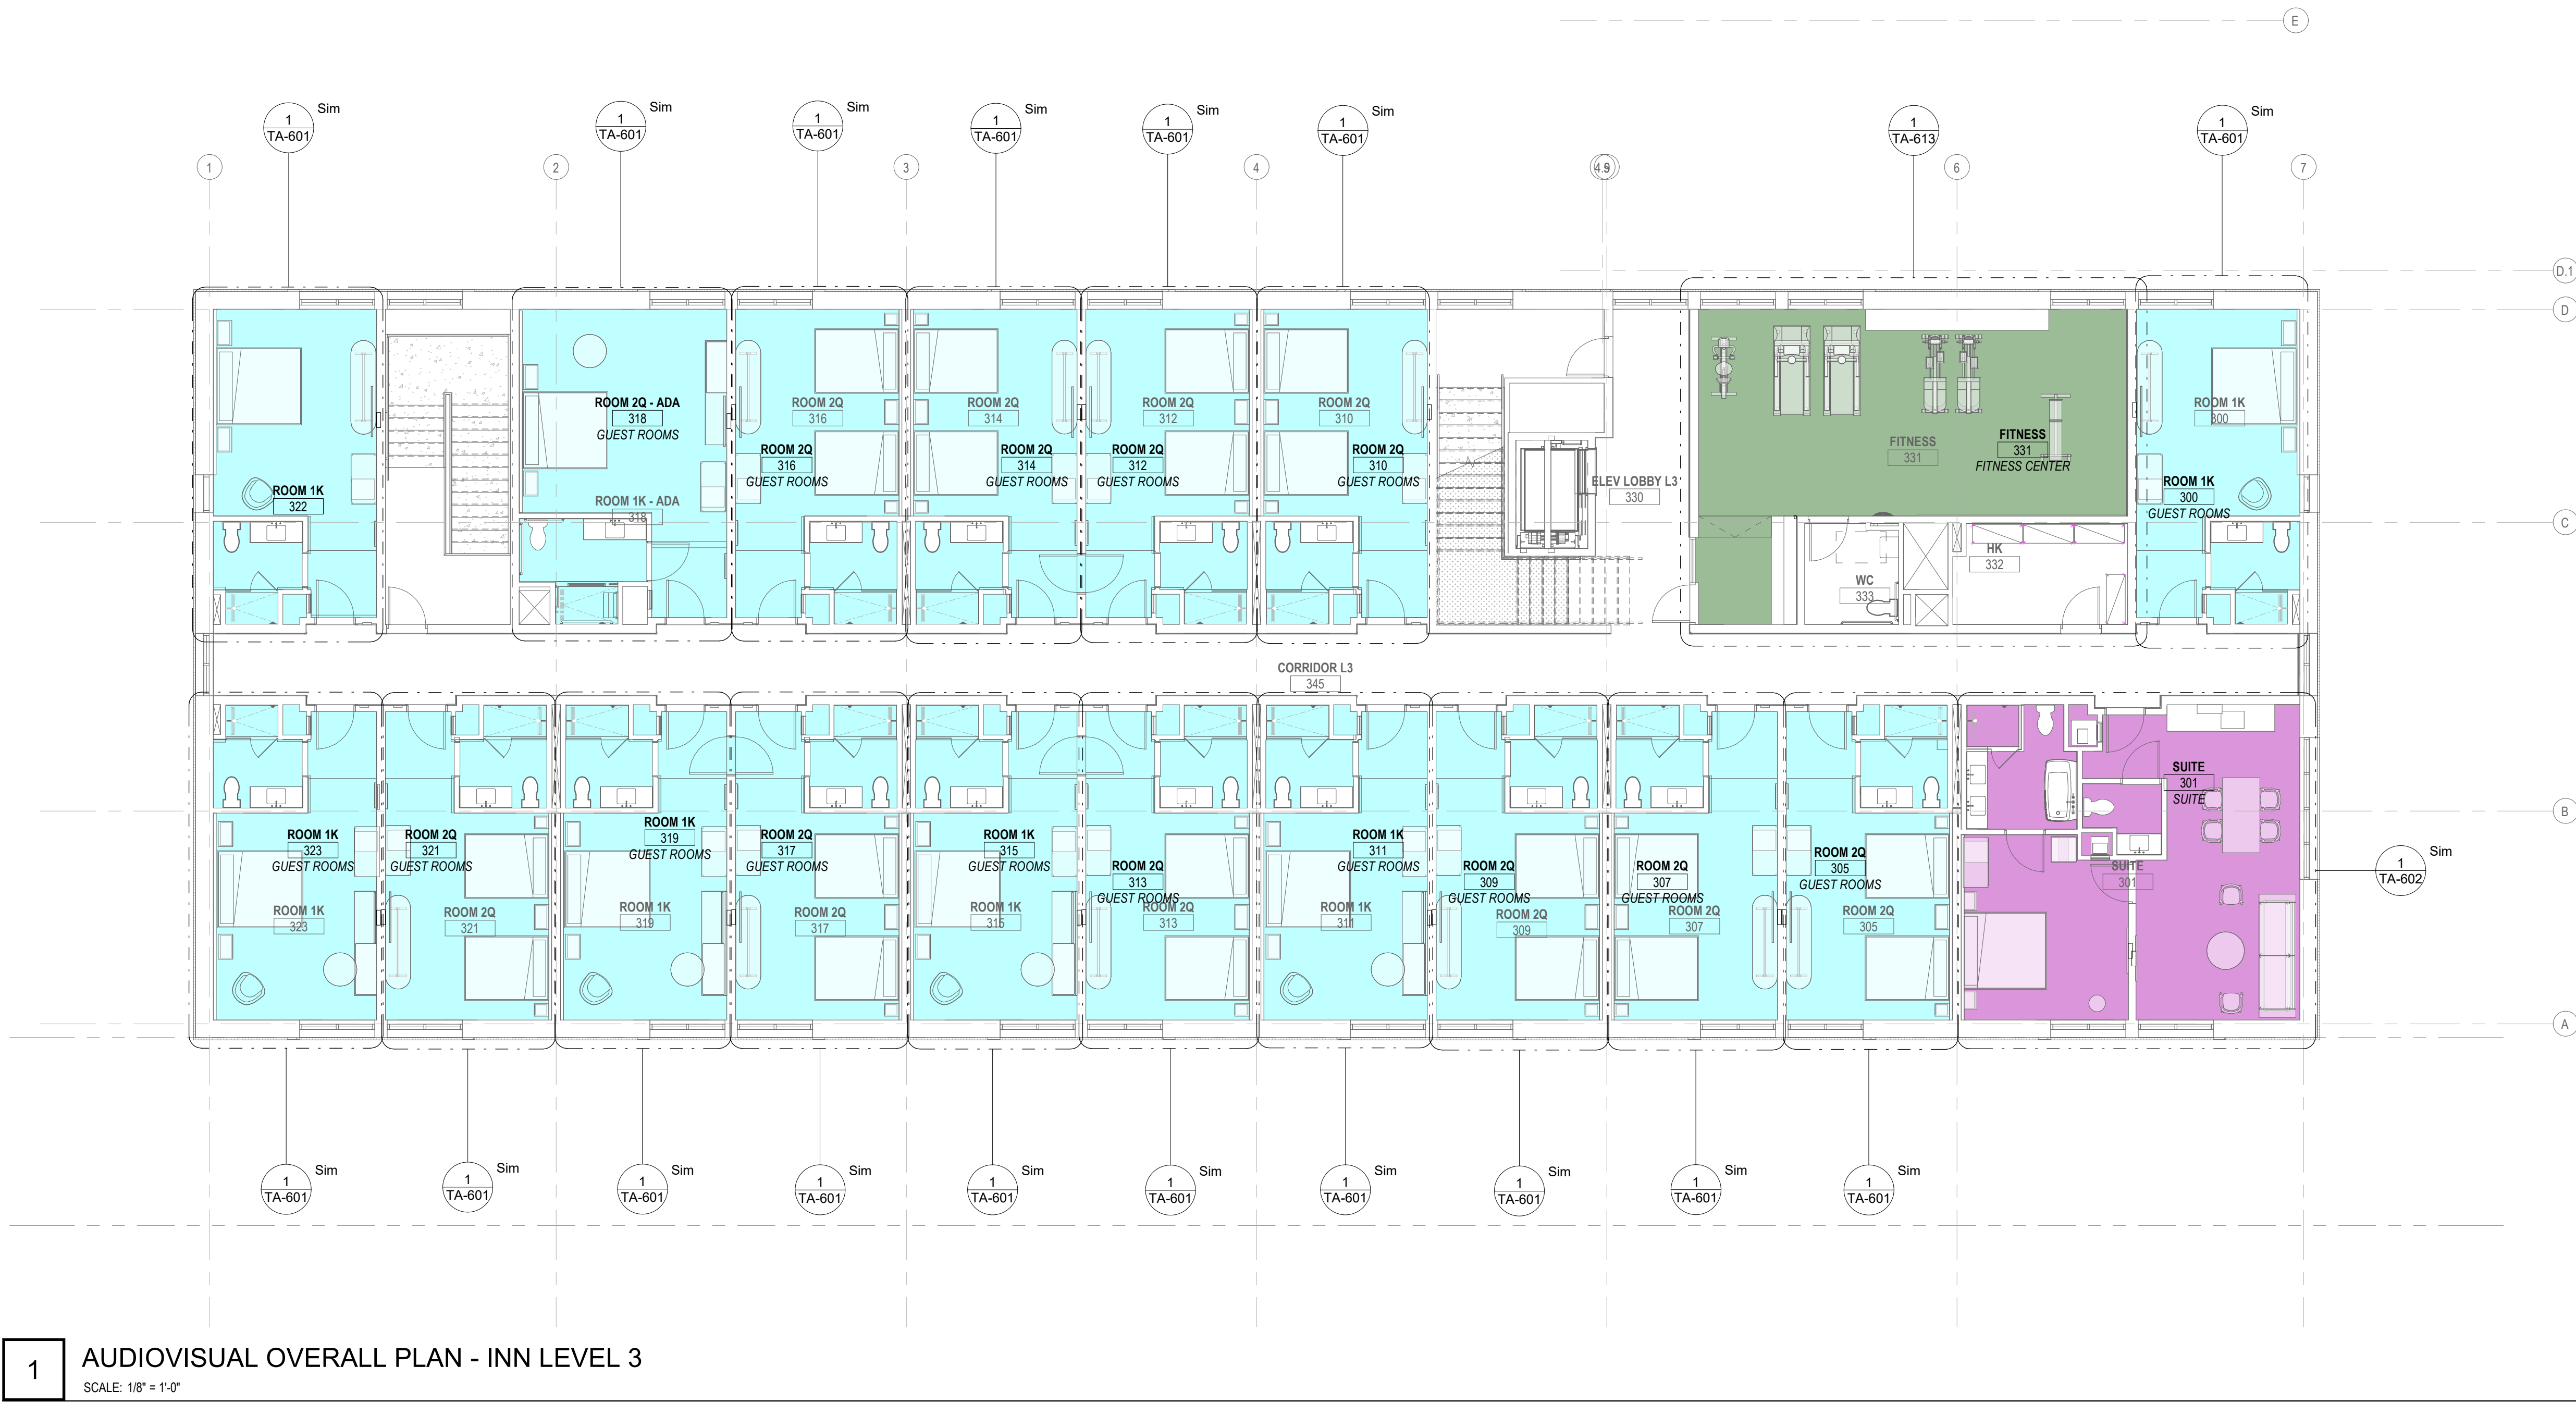 E
1
TA-601
Sim
1
TA-601
Sim
1
TA-601
Sim
1
TA-601
Sim
1
TA-601
Sim
1
TA-601
Sim
1
TA-613
1
TA-601
Sim
1
2
3
4
6
7
D.1
D
C
B
A
ROOM 1K
322
ROOM 2Q - ADA
318
GUEST ROOMS
ROOM 1K - ADA
318
ROOM 2Q
316
ROOM 2Q
316
GUEST ROOMS
ROOM 2Q
314
ROOM 2Q
314
GUEST ROOMS
ROOM 2Q
312
ROOM 2Q
312
GUEST ROOMS
ROOM 2Q
310
ROOM 2Q
310
GUEST ROOMS
ELEV LOBBY L3
330
FITNESS
331
FITNESS
331
FITNESS CENTER
WC
333
HK
332
ROOM 1K
300
ROOM 1K
300
GUEST ROOMS
CORRIDOR L3
345
ROOM 1K
323
GUEST ROOMS
ROOM 1K
323
ROOM 2Q
321
GUEST ROOMS
ROOM 2Q
321
ROOM 1K
319
GUEST ROOMS
ROOM 1K
319
ROOM 2Q
317
GUEST ROOMS
ROOM 2Q
317
ROOM 1K
315
GUEST ROOMS
ROOM 1K
315
ROOM 2Q
313
GUEST ROOMS
ROOM 2Q
313
ROOM 1K
311
GUEST ROOMS
ROOM 1K
311
ROOM 2Q
309
GUEST ROOMS
ROOM 2Q
309
ROOM 2Q
307
GUEST ROOMS
ROOM 2Q
307
ROOM 2Q
305
GUEST ROOMS
ROOM 2Q
305
SUITE
301
SUITE
SUITE
301
1
TA-602
Sim
1
TA-601
Sim
1
TA-601
Sim
1
TA-601
Sim
1
TA-601
Sim
1
TA-601
Sim
1
TA-601
Sim
1
TA-601
Sim
1
TA-601
Sim
1
TA-601
Sim
1
TA-601
Sim
1
AUDIOVISUAL OVERALL PLAN - INN LEVEL 3
SCALE: 1/8" = 1'-0"